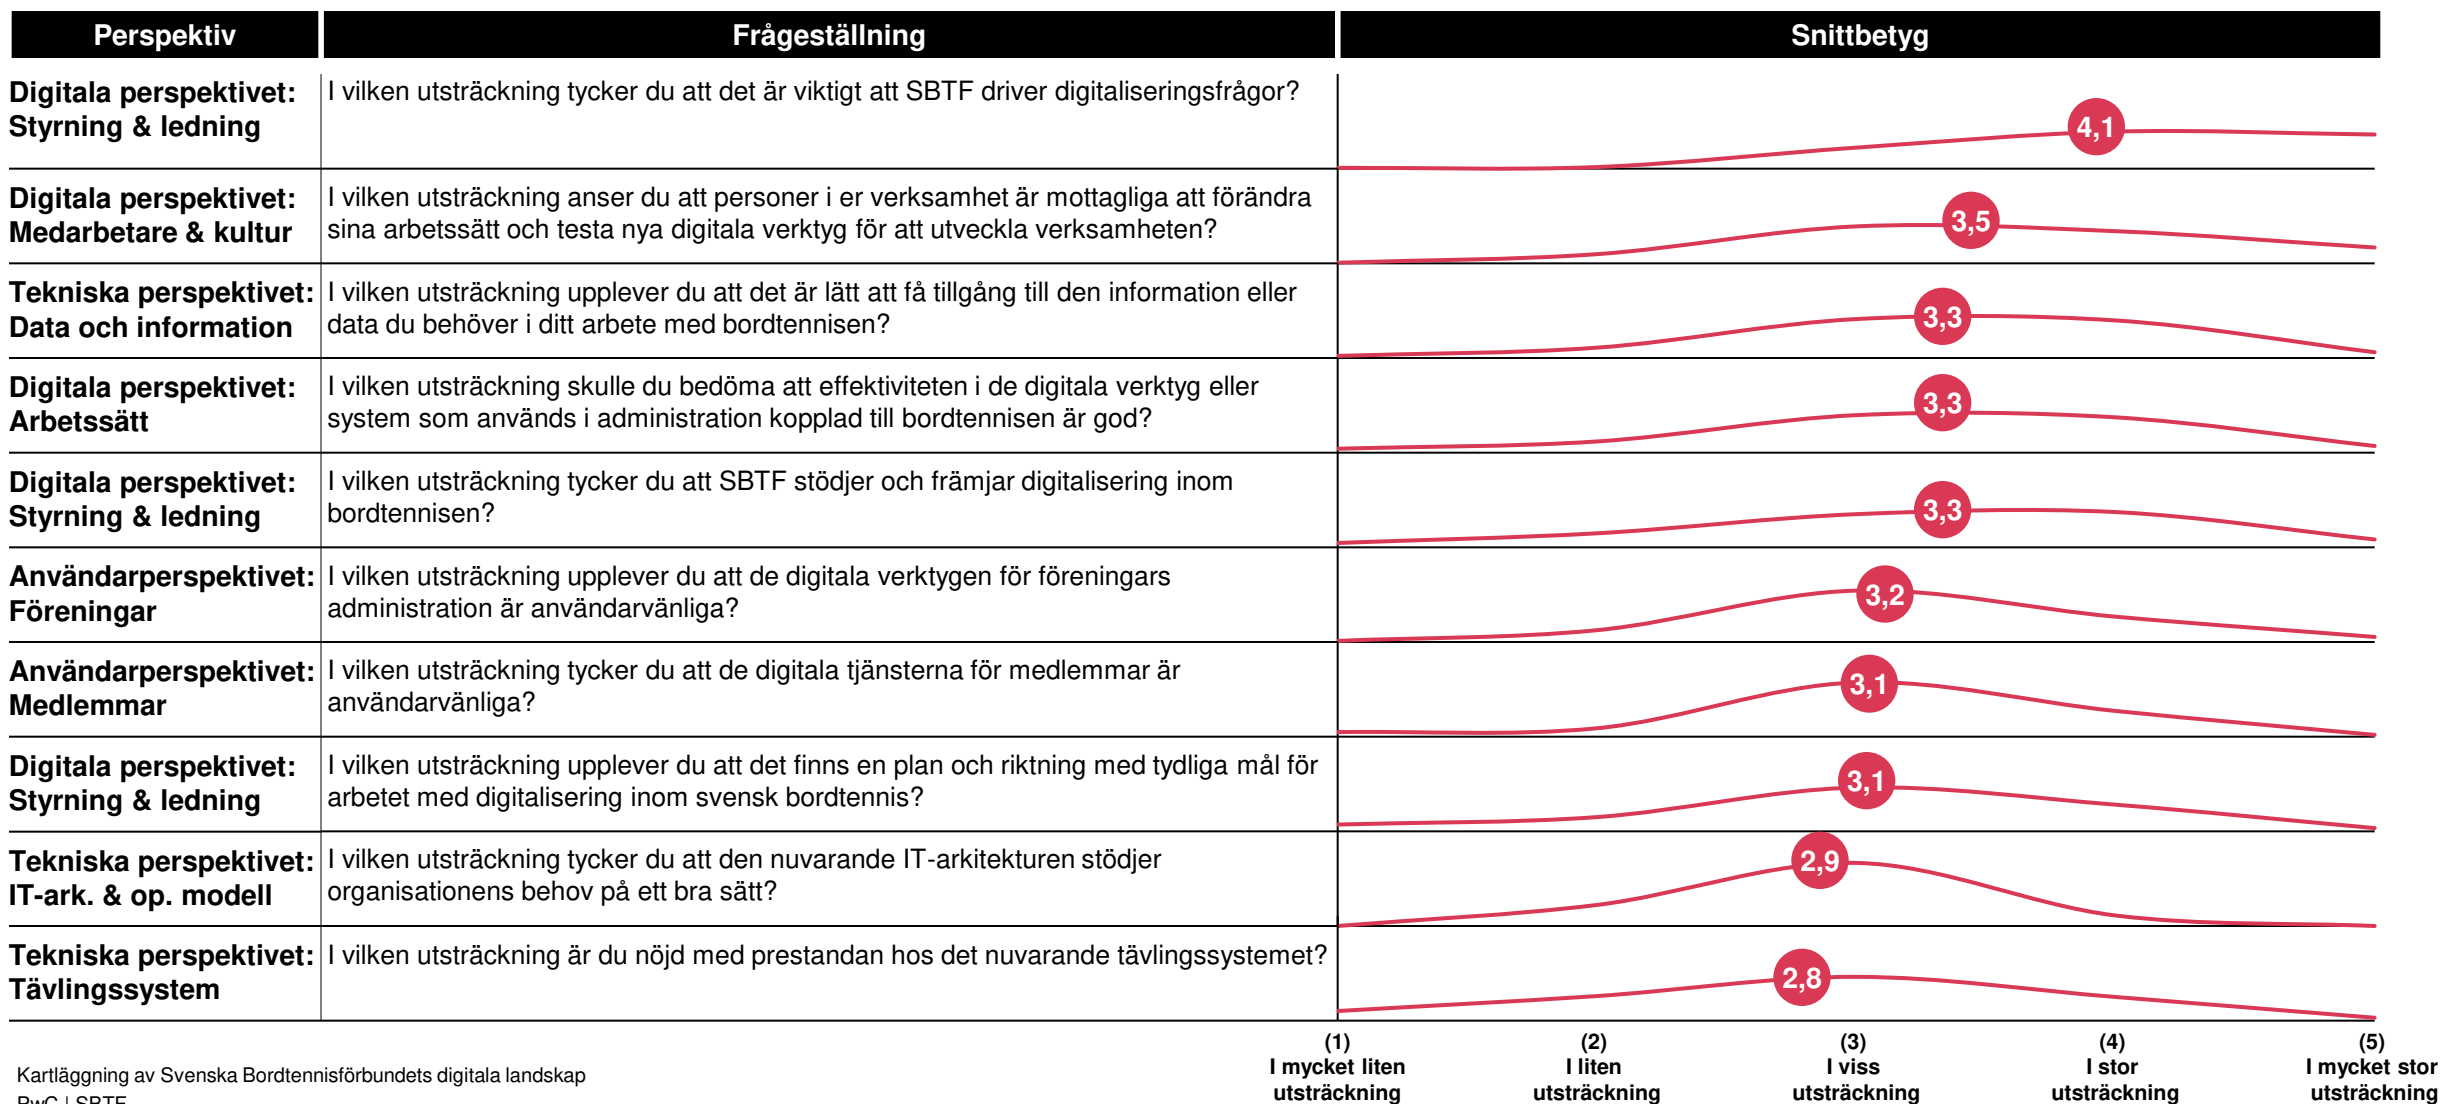 Perspektiv
Frågeställning
Snittbetyg
Digitala perspektivet:
Styrning & ledning
I vilken utsträckning tycker du att det är viktigt att SBTF driver digitaliseringsfrågor?
4,1
Digitala perspektivet:
Medarbetare & kultur
I vilken utsträckning anser du att personer i er verksamhet är mottagliga att förändra
sina arbetssätt och testa nya digitala verktyg för att utveckla verksamheten?
3,5
Tekniska perspektivet:
Data och information
I vilken utsträckning upplever du att det är lätt att få tillgång till den information eller
data du behöver i ditt arbete med bordtennisen?
3,3
Digitala perspektivet:
Arbetssätt
I vilken utsträckning skulle du bedöma att effektiviteten i de digitala verktyg eller
system som används i administration kopplad till bordtennisen är god?
3,3
Digitala perspektivet:
Styrning & ledning
I vilken utsträckning tycker du att SBTF stödjer och främjar digitalisering inom
bordtennisen?
3,3
Användarperspektivet:
Föreningar
I vilken utsträckning upplever du att de digitala verktygen för föreningars
administration är användarvänliga?
3,2
Användarperspektivet:
Medlemmar
I vilken utsträckning tycker du att de digitala tjänsterna för medlemmar är
användarvänliga?
3,1
Digitala perspektivet:
Styrning & ledning
I vilken utsträckning upplever du att det finns en plan och riktning med tydliga mål för
arbetet med digitalisering inom svensk bordtennis?
3,1
Tekniska perspektivet:
IT-ark. & op. modell
I vilken utsträckning tycker du att den nuvarande IT-arkitekturen stödjer
organisationens behov på ett bra sätt?
2,9
Tekniska perspektivet:
Tävlingssystem
I vilken utsträckning är du nöjd med prestandan hos det nuvarande tävlingssystemet?
2,8
(1)
I mycket liten
utsträckning
(2)
I liten
utsträckning
(3)
I viss
utsträckning
(4)
I stor
utsträckning
(5)
I mycket stor
utsträckning
Kartläggning av Svenska Bordtennisförbundets digitala landskap
PwC | SBTF